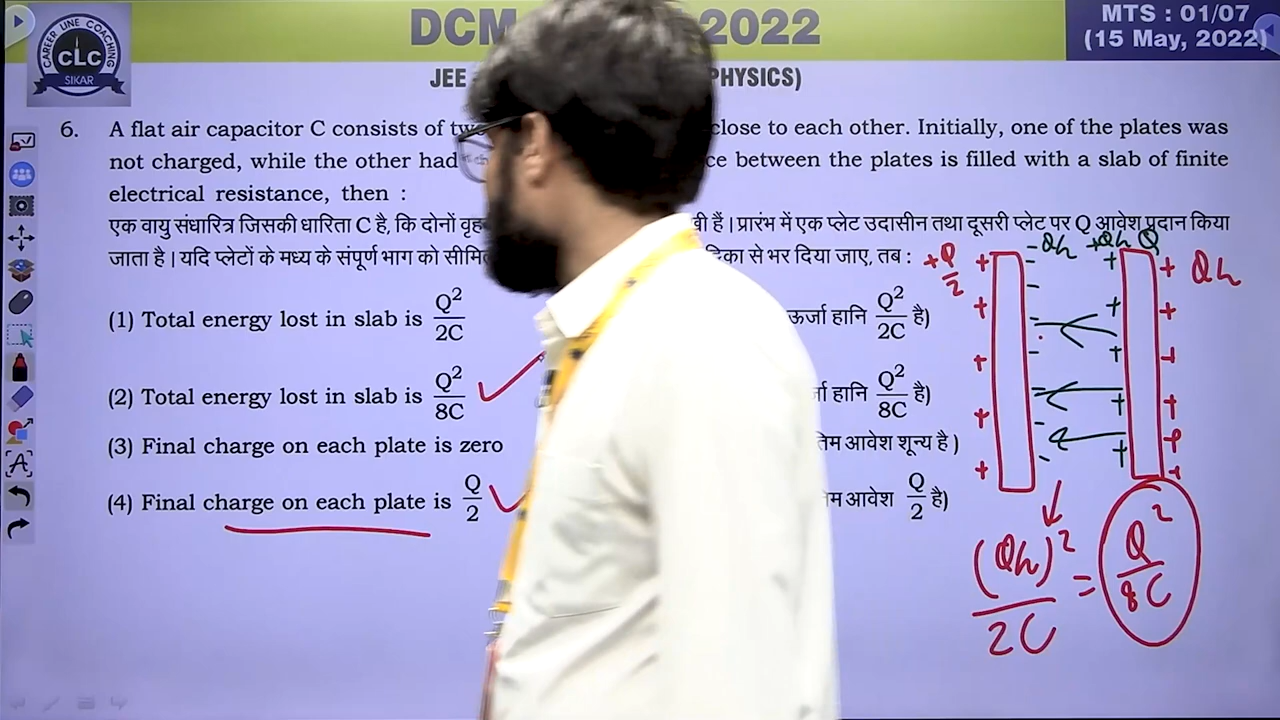 DCM 2022
MTS : 01/07
(15 May, 2022)
CAREER LINE COACHING
CLC
SIKAR
JEE PHYSICS)
6. A flat air capacitor C consists of close to each other. Initially, one of the plates was
not charged, while the other had between the plates is filled with a slab of finite
electrical resistance, then :
एक वायु संधारित्र जिसकी धारिता C है, कि दोनों हैं । प्रारंभ में एक प्लेट उदासीन तथा दूसरी प्लेट पर Q आवेश प्रदान किया
जाता है । यदि प्लेटों के मध्य के संपूर्ण भाग को से भर दिया जाए, तब :
(1) Total energy lost in slab is Q²/2C ऊर्जा हानि Q²/2C है)
(2) Total energy lost in slab is Q²/8C हानि Q²/8C है)
(3) Final charge on each plate is zero आवेश शून्य है )
(4) Final charge on each plate is Q/2 आवेश Q/2 है)
+Q/2
-Q/2 +Q/2 Q
Q/2
(Q/2)²/2C = Q²/8C